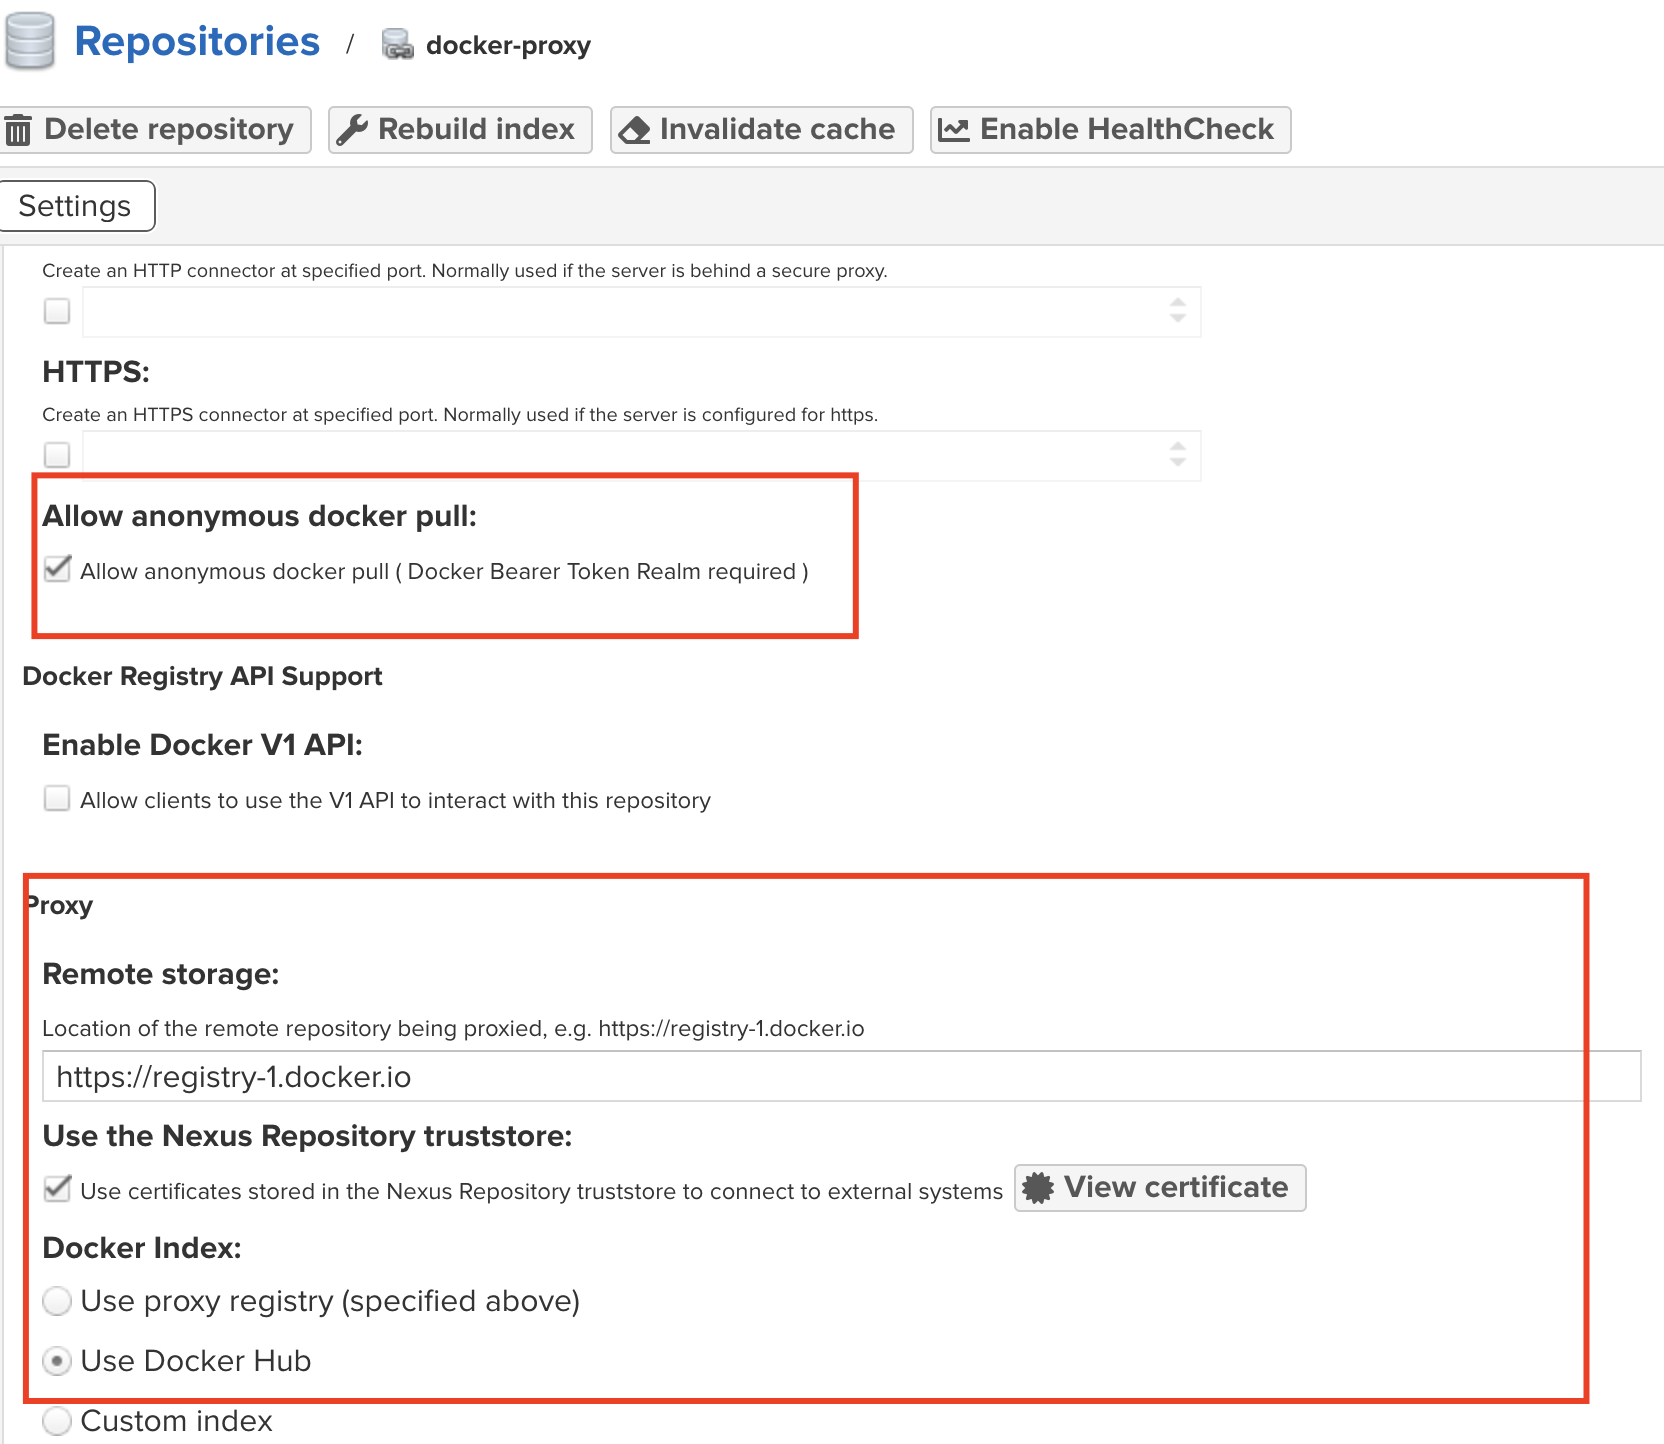 Repositories / docker-proxy
Delete repository Rebuild index Invalidate cache Enable HealthCheck
Settings
Create an HTTP connector at specified port. Normally used if the server is behind a secure proxy.
HTTPS:
Create an HTTPS connector at specified port. Normally used if the server is configured for https.
Allow anonymous docker pull:
Allow anonymous docker pull ( Docker Bearer Token Realm required )
Docker Registry API Support
Enable Docker V1 API:
Allow clients to use the V1 API to interact with this repository
Proxy
Remote storage:
Location of the remote repository being proxied, e.g. https://registry-1.docker.io
https://registry-1.docker.io
Use the Nexus Repository truststore:
Use certificates stored in the Nexus Repository truststore to connect to external systems View certificate
Docker Index:
Use proxy registry (specified above)
Use Docker Hub
Custom index